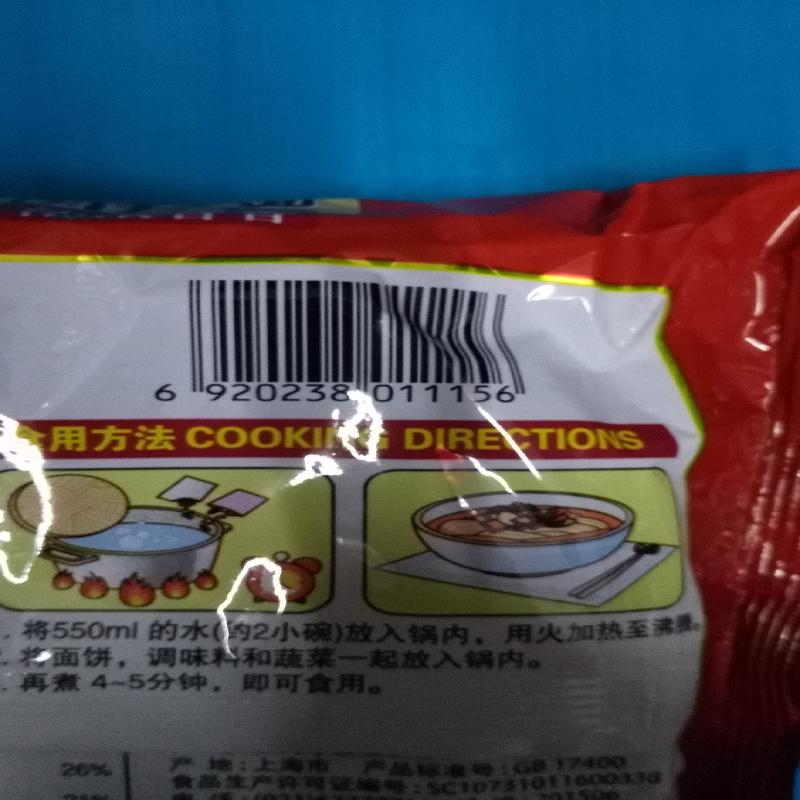 6 920238 011156
食用方法 COOKING DIRECTIONS
. 将550ml 的水(约2小碗)放入锅内，用火加热至沸腾。
. 将面饼，调味料和蔬菜一起放入锅内。
. 再煮 4~5分钟，即可食用。
26% 产 地：上海市 产品标准号：GB 17400
食品生产许可证编号：SC10731011600338
21%